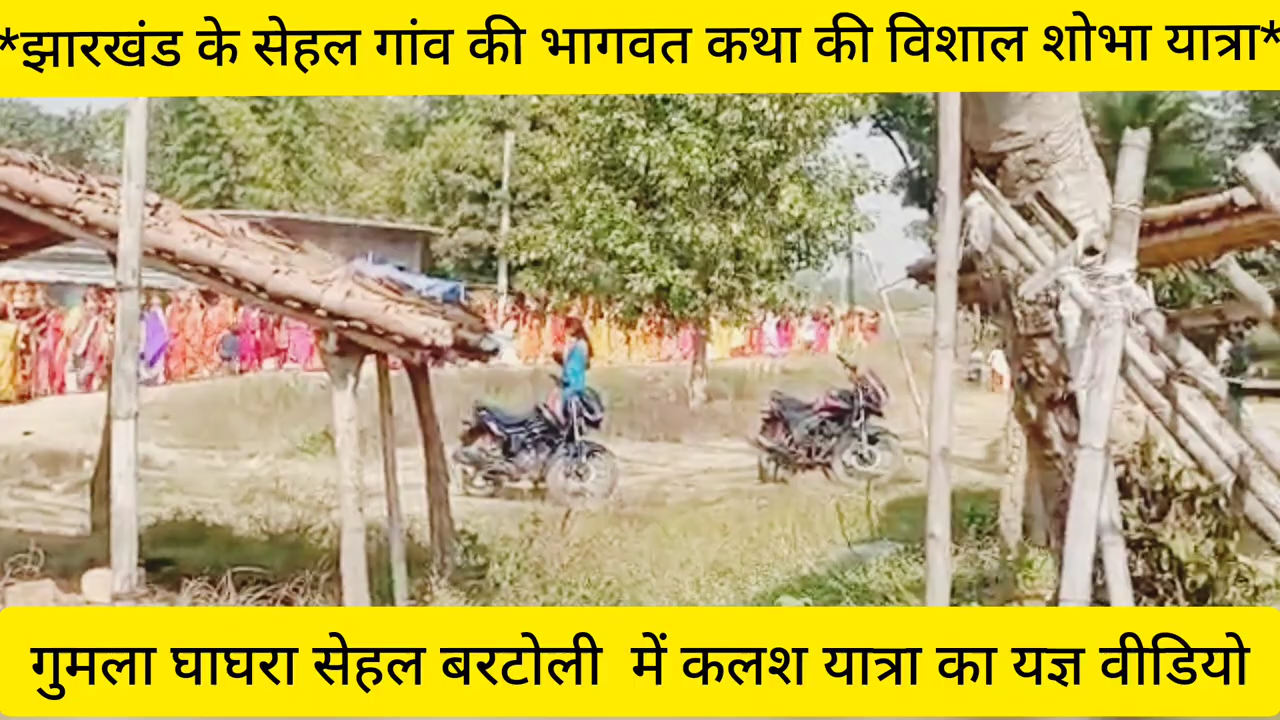 *झारखंड के सेहल गांव की भागवत कथा की विशाल शोभा यात्रा*
गुमला घाघरा सेहल बरटोली में कलश यात्रा का यज्ञ वीडियो